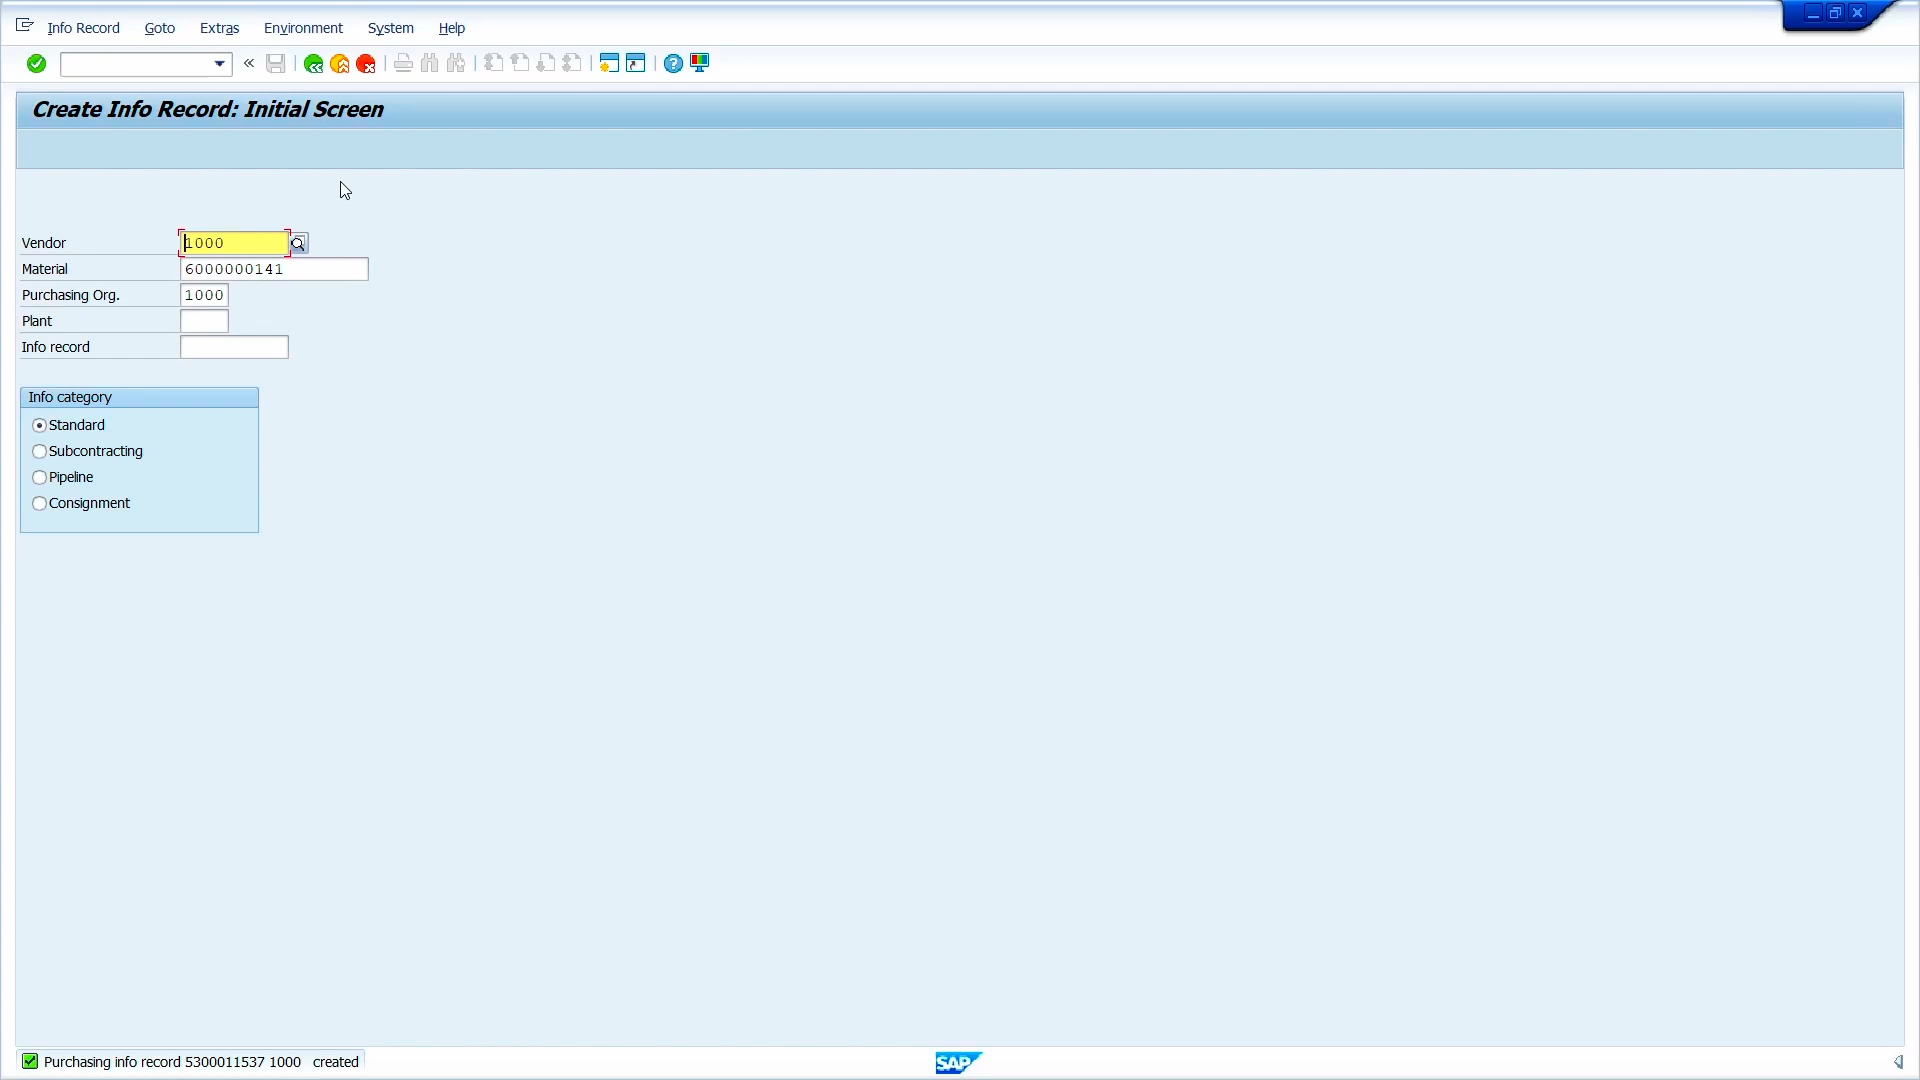 Info Record Goto Extras Environment System Help
Create Info Record: Initial Screen
Vendor 1000
Material 6000000141
Purchasing Org. 1000
Plant
Info record
Info category
Standard
Subcontracting
Pipeline
Consignment
Purchasing info record 5300011537 1000 created
SAP